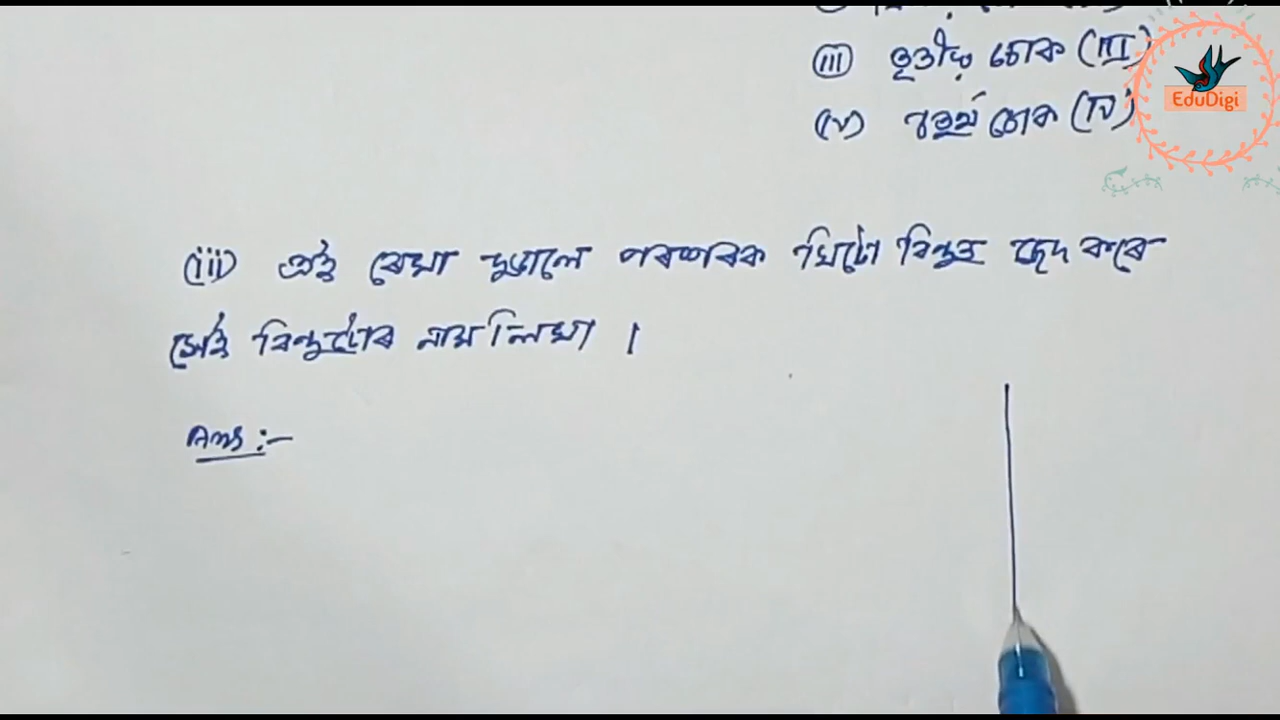 (iii) তৃতীয় চোক (III)
(iv) চতুৰ্থ চোক (IV)
EduDigi
(iii) এই ৰেখা দুডালে পৰস্পৰক যিটো বিন্দুত ছেদ কৰে
সেই বিন্দুটোৰ নাম লিখা ।
Ans :-